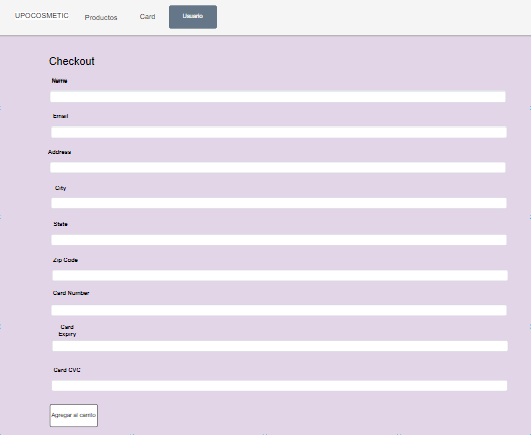 UPOCOSMETIC Productos Card Usuario
Checkout
Name
Email
Address
City
State
Zip Code
Card Number
Card
Expiry
Card CVC
Agregar al carrito